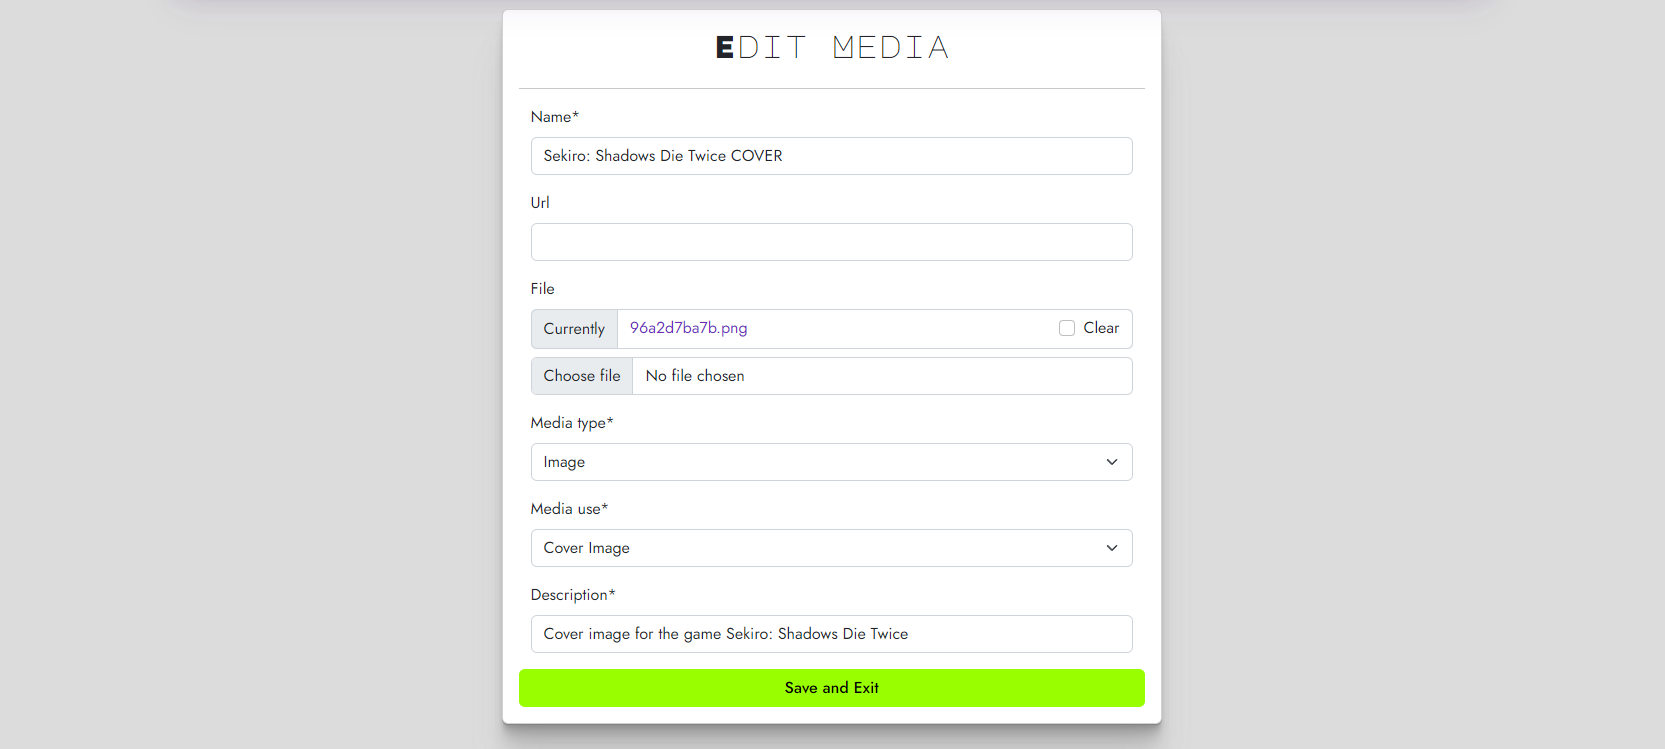 EDIT MEDIA
Name*
Sekiro: Shadows Die Twice COVER
Url
File
Currently 96a2d7ba7b.png Clear
Choose file No file chosen
Media type*
Image
Media use*
Cover Image
Description*
Cover image for the game Sekiro: Shadows Die Twice
Save and Exit